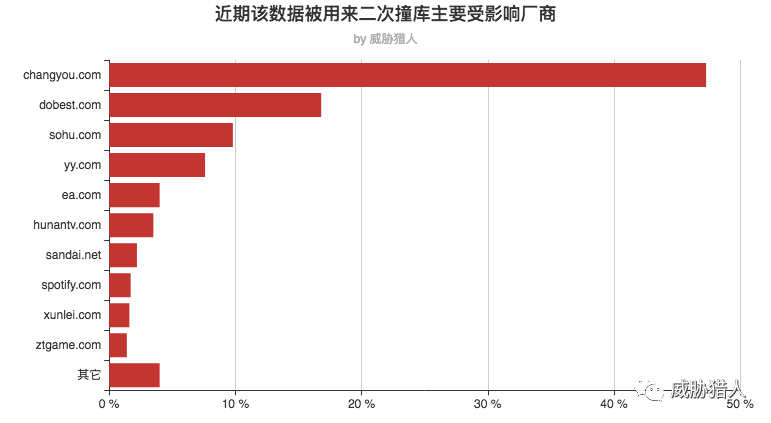 近期该数据被用来二次撞库主要受影响厂商
by 威胁猎人
changyou.com
dobest.com
sohu.com
yy.com
ea.com
hunantv.com
sandai.net
spotify.com
xunlei.com
ztgame.com
其它
威胁猎人
0 % 10 % 20 % 30 % 40 % 50 %